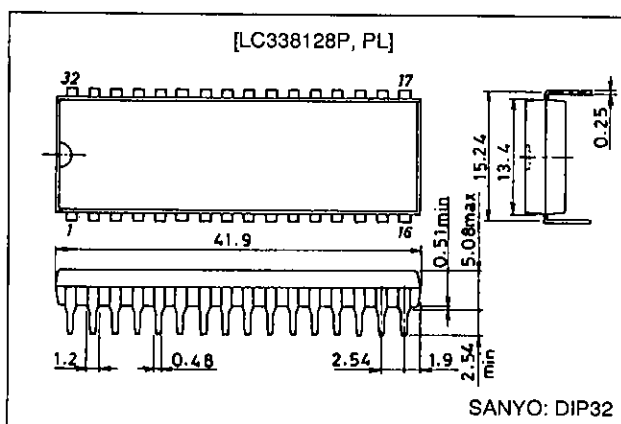 [LC338128P, PL]
32 17
1 16
41.9
15.24
13.4
0.25
0.51min
5.08max
2.54
min
1.2 0.48 2.54 1.9
SANYO: DIP32